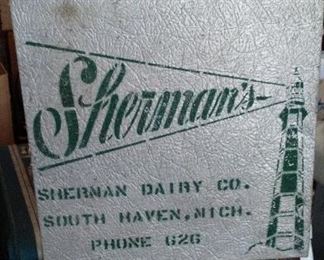 Sherman's
SHERMAN DAIRY CO.
SOUTH HAVEN, MICH.
PHONE 626